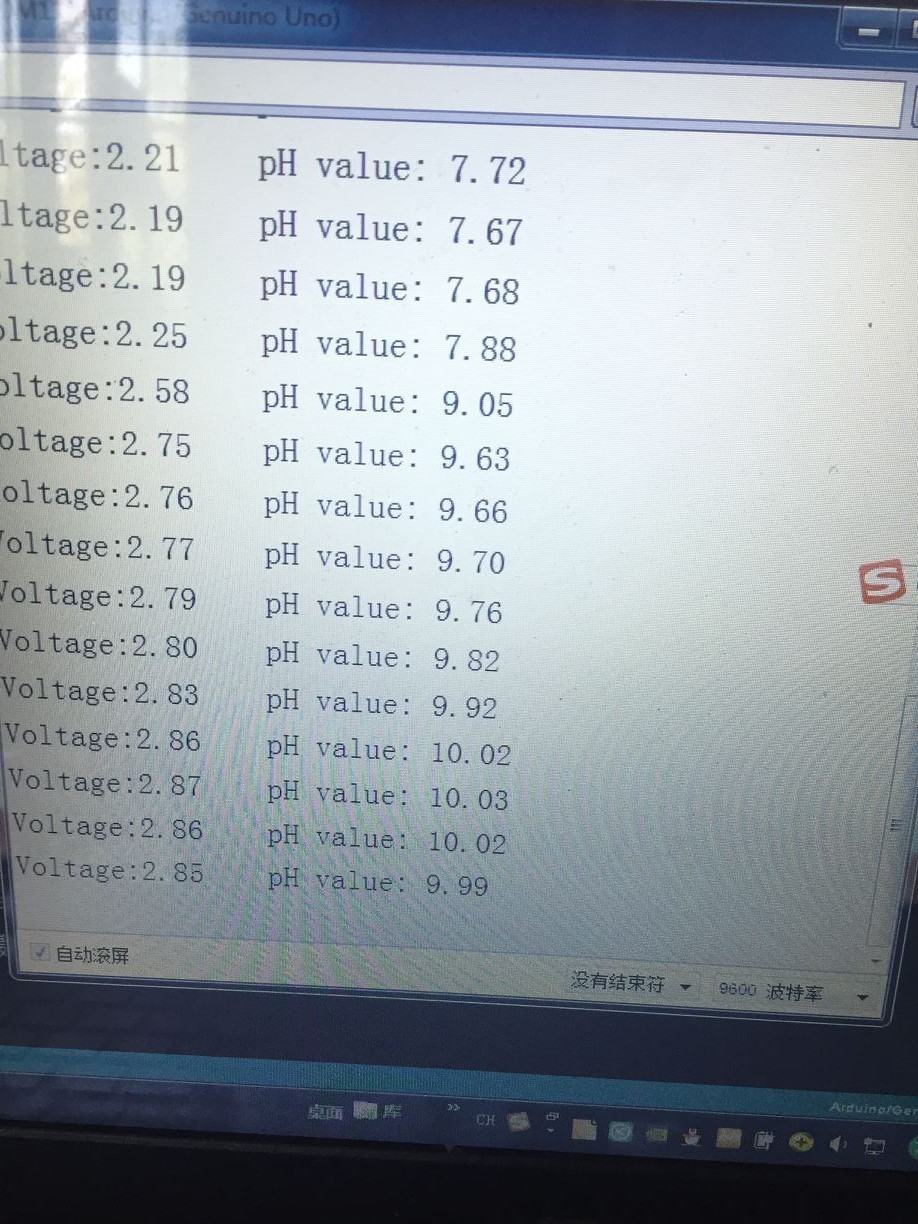 Genuino Uno)
ltage:2.21 pH value: 7.72
ltage:2.19 pH value: 7.67
ltage:2.19 pH value: 7.68
oltage:2.25 pH value: 7.88
oltage:2.58 pH value: 9.05
oltage:2.75 pH value: 9.63
oltage:2.76 pH value: 9.66
Voltage:2.77 pH value: 9.70
Voltage:2.79 pH value: 9.76
Voltage:2.80 pH value: 9.82
Voltage:2.83 pH value: 9.92
Voltage:2.86 pH value: 10.02
Voltage:2.87 pH value: 10.03
Voltage:2.86 pH value: 10.02
Voltage:2.85 pH value: 9.99
S
自动滚屏 没有结束符 9600 波特率
Arduino/Ger
桌面 库 » CH